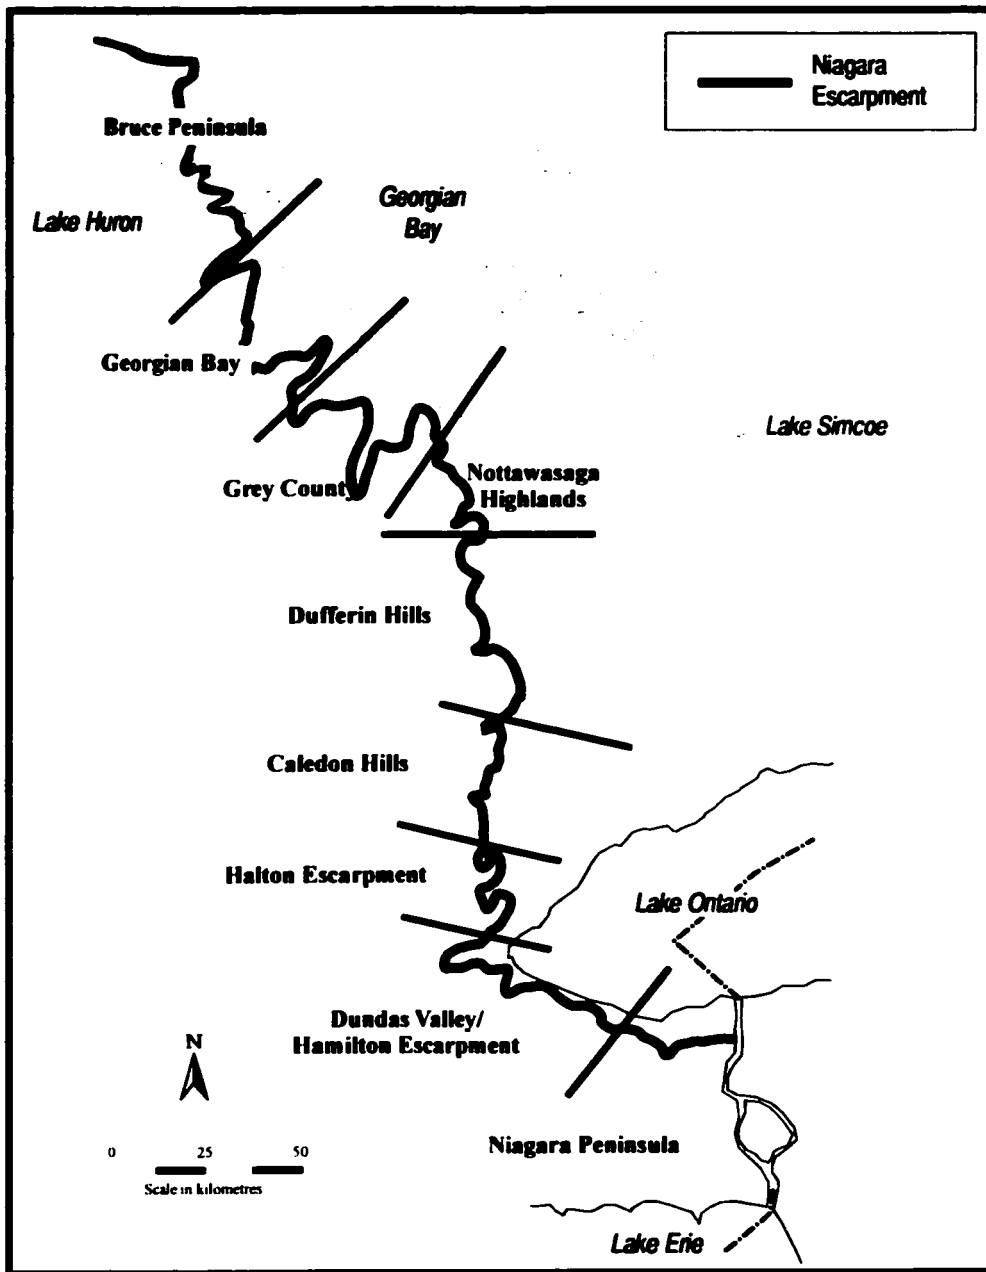 Niagara
Escarpment
Bruce Peninsula
Lake Huron
Georgian
Bay
Georgian Bay
Lake Simcoe
Grey County
Nottawasaga
Highlands
Dufferin Hills
Caledon Hills
Halton Escarpment
Lake Ontario
Dundas Valley/
Hamilton Escarpment
N
Niagara Peninsula
0 25 50
Scale in kilometres
Lake Erie